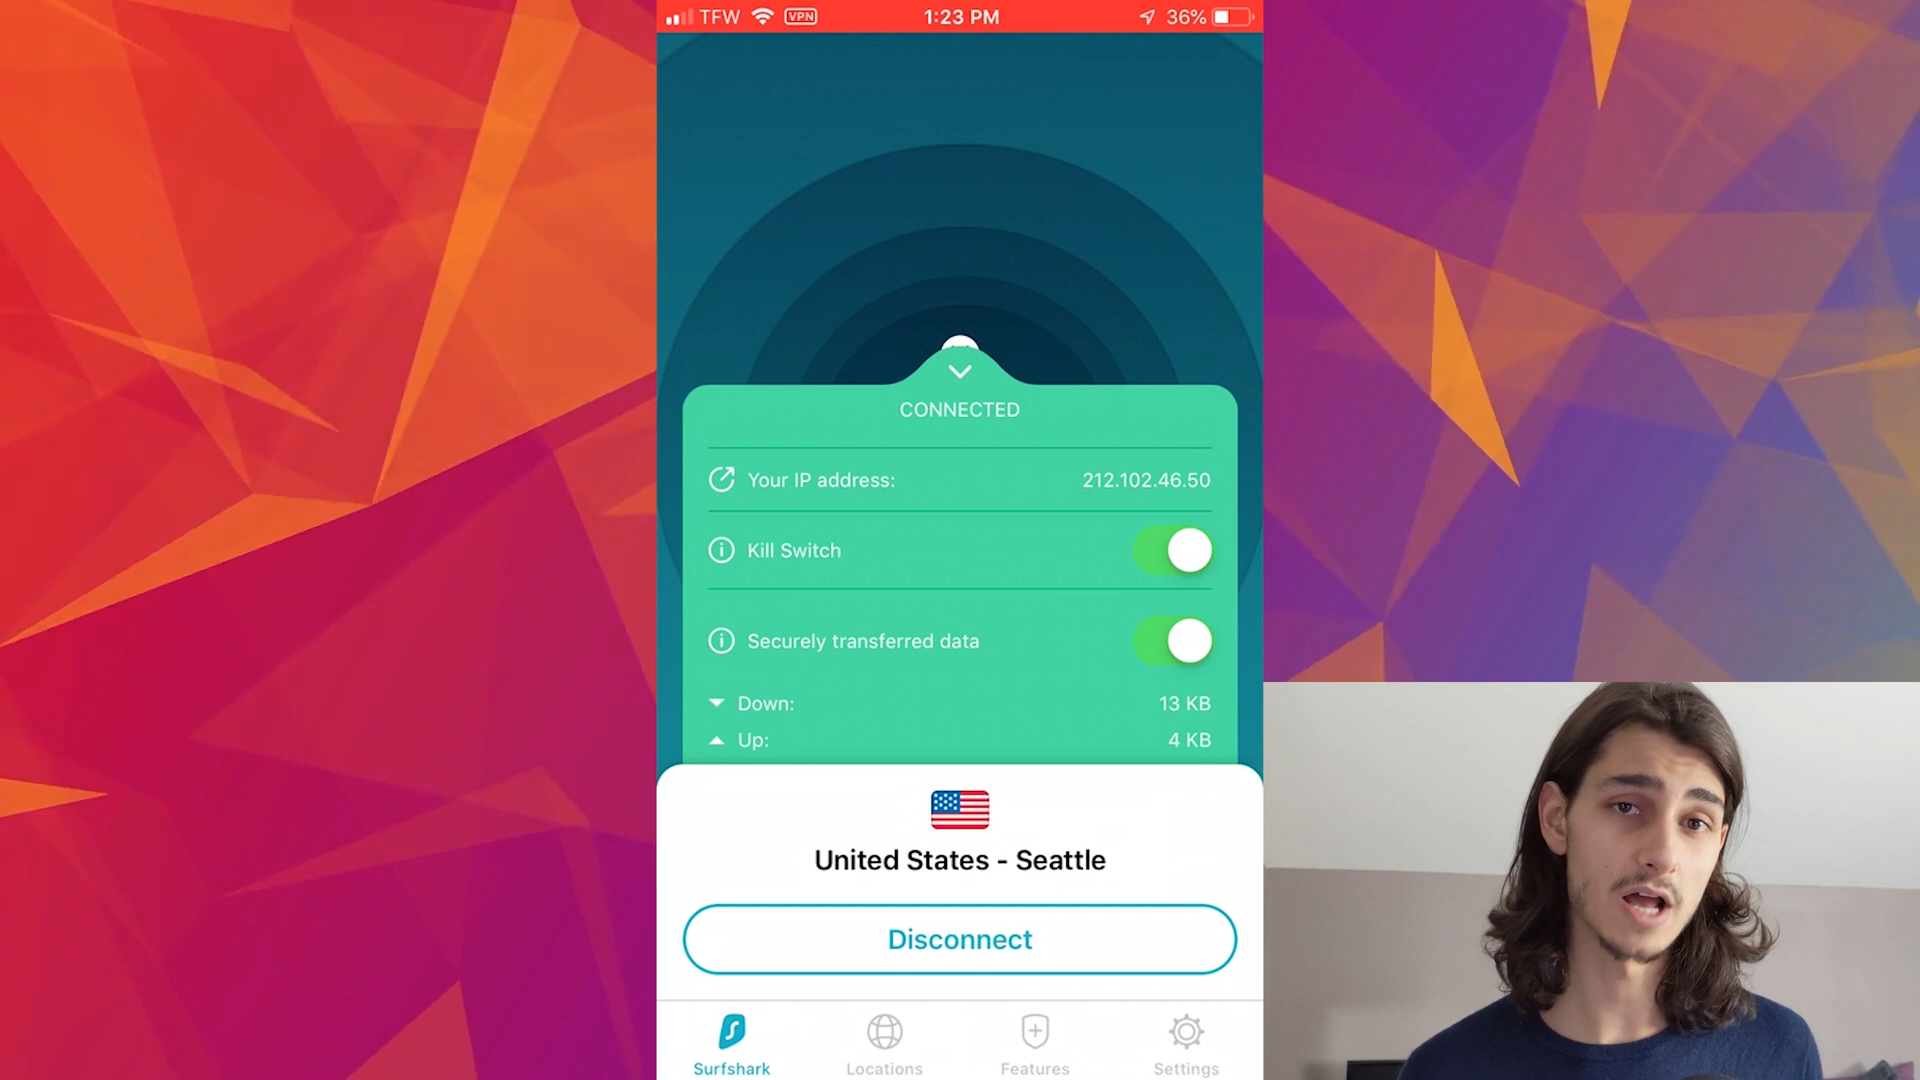 TFW VPN 1:23 PM 36%
CONNECTED
Your IP address: 212.102.46.50
Kill Switch
Securely transferred data
Down: 13 KB
Up: 4 KB
United States - Seattle
Disconnect
Surfshark Locations Features Settings